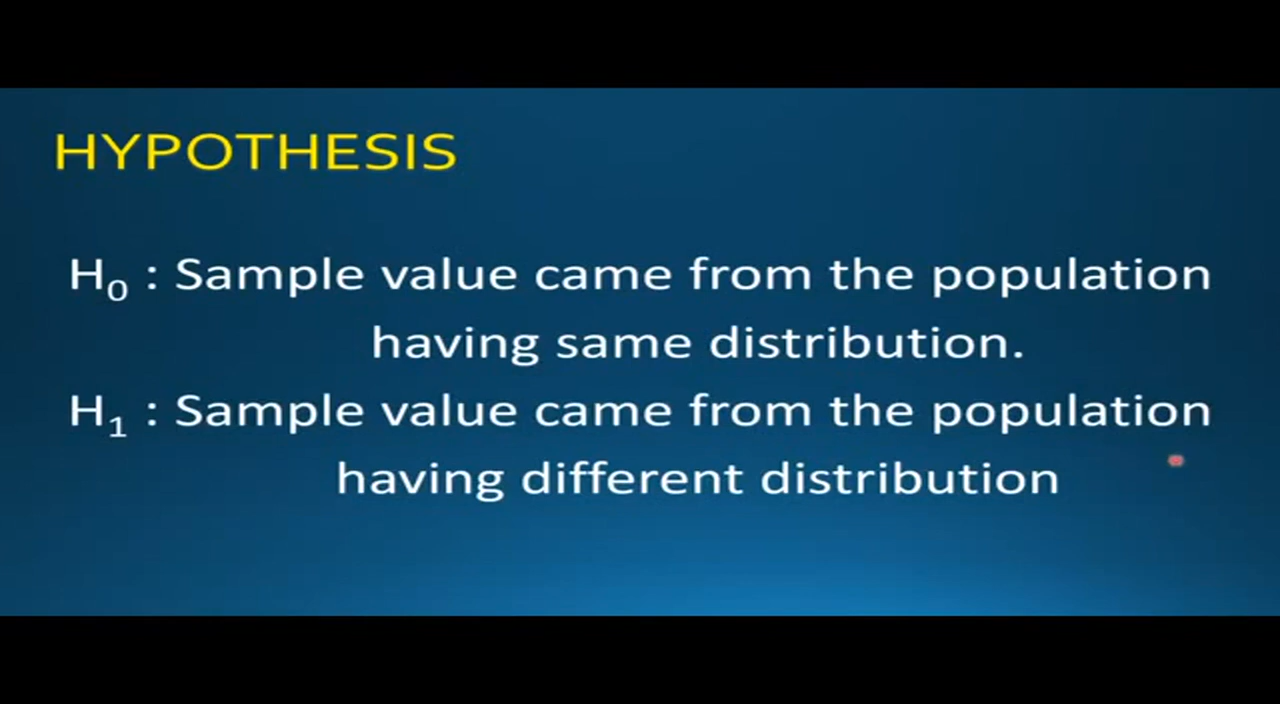 HYPOTHESIS
H₀ : Sample value came from the population
having same distribution.
H₁ : Sample value came from the population
having different distribution